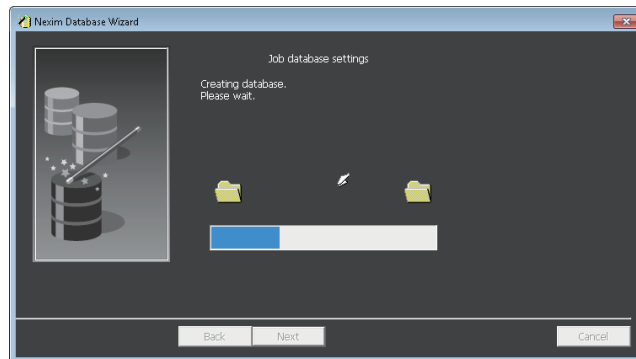 Nexim Database Wizard
Job database settings
Creating database.
Please wait.
Back
Next
Cancel